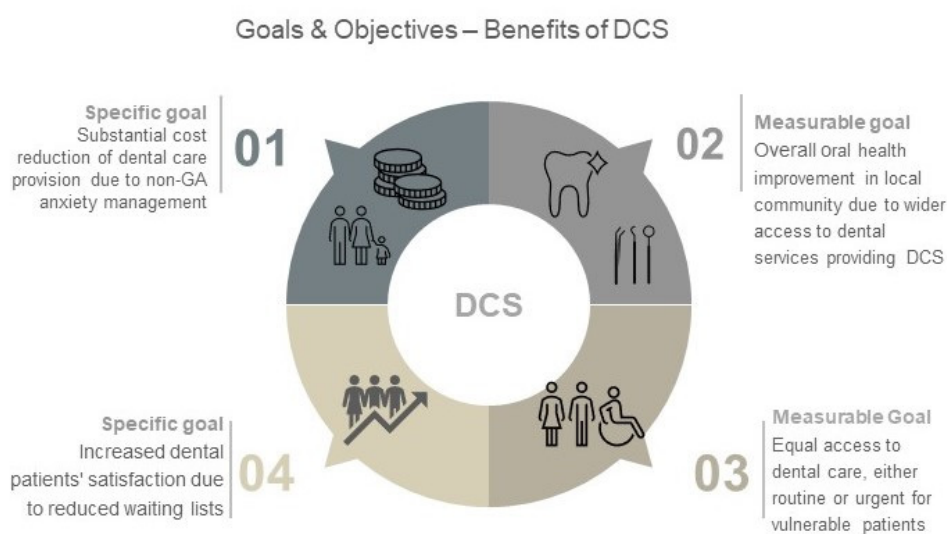 Goals & Objectives – Benefits of DCS
Specific goal
Substantial cost
reduction of dental care
provision due to non-GA
anxiety management
01
02
Measurable goal
Overall oral health
improvement in local
community due to wider
access to dental
services providing DCS
DCS
Specific goal
Increased dental
patients' satisfaction due
to reduced waiting lists
04
03
Measurable Goal
Equal access to
dental care, either
routine or urgent for
vulnerable patients